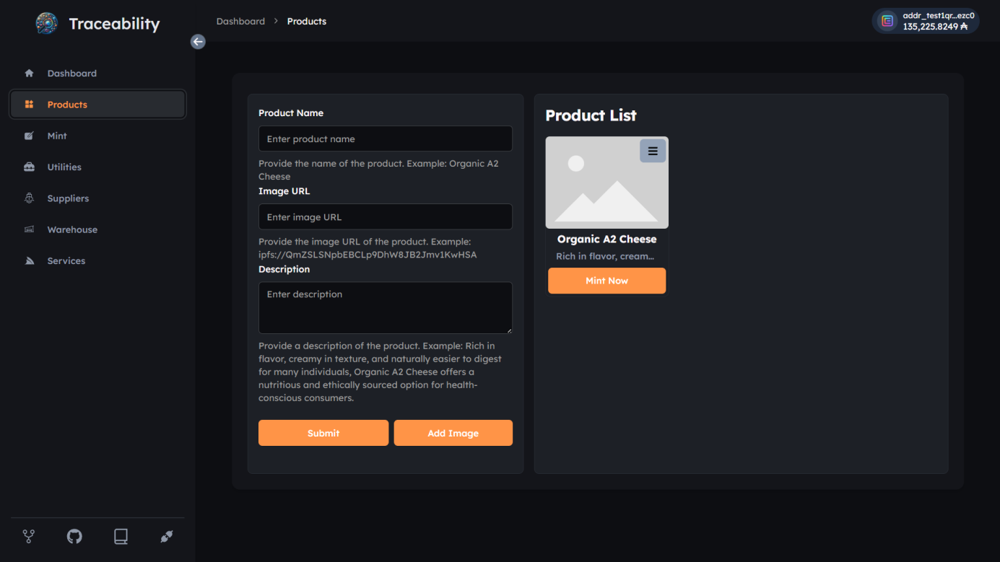 Traceability
Dashboard
Products
Mint
Utilities
Suppliers
Warehouse
Services
Dashboard > Products
addr_test1qr...ezc0
135,225.8249 ₳
Product Name
Enter product name
Provide the name of the product. Example: Organic A2
Cheese
Image URL
Enter image URL
Provide the image URL of the product. Example:
ipfs://QmZSLSNpbEBCLp9DhW8JB2Jmv1KwHSA
Description
Enter description
Provide a description of the product. Example: Rich in
flavor, creamy in texture, and naturally easier to digest
for many individuals, Organic A2 Cheese offers a
nutritious and ethically sourced option for health-
conscious consumers.
Submit
Add Image
Product List
Organic A2 Cheese
Rich in flavor, cream...
Mint Now